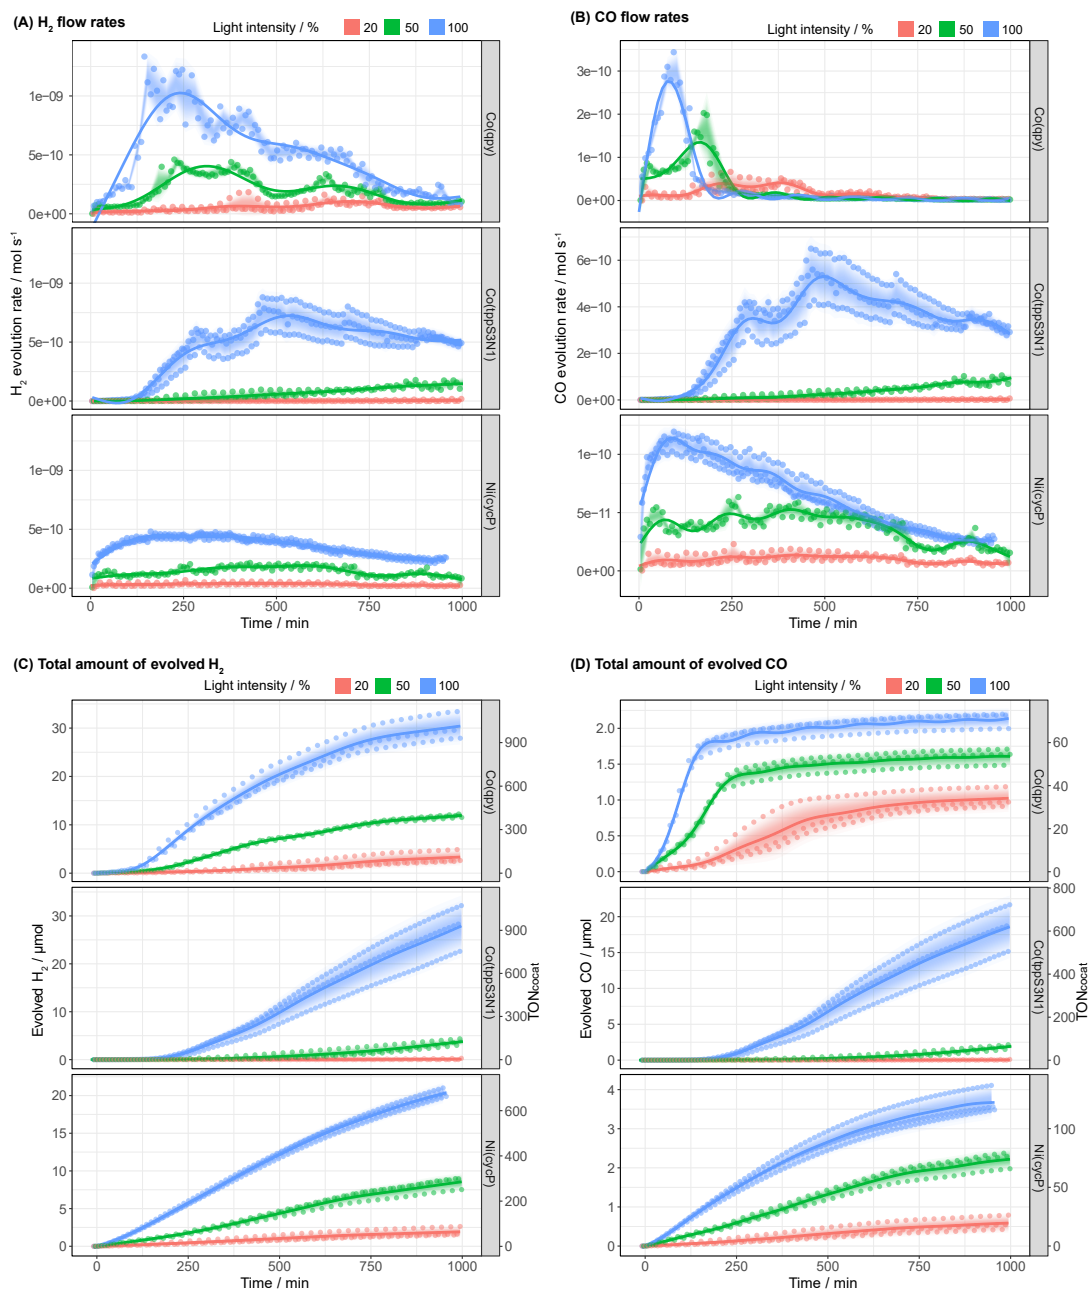 (A) H2 flow rates
Light intensity / % 20 50 100
1e−09
5e−10
0e+00
Co(qpy)
1e−09
5e−10
0e+00
Co(tppS3N1)
1e−09
5e−10
0e+00
Ni(cycP)
H2 evolution rate / mol s-1
0 250 500 750 1000
Time / min
(B) CO flow rates
Light intensity / % 20 50 100
3e−10
2e−10
1e−10
0e+00
Co(qpy)
6e−10
4e−10
2e−10
0e+00
Co(tppS3N1)
1e−10
5e−11
0e+00
Ni(cycP)
CO evolution rate / mol s-1
0 250 500 750 1000
Time / min
(C) Total amount of evolved H2
Light intensity / % 20 50 100
30
20
10
0
900
600
300
0
Co(qpy)
30
20
10
0
900
600
300
0
Co(tppS3N1)
20
15
10
5
0
600
400
200
0
Ni(cycP)
Evolved H2 / μmol
TONcocat
0 250 500 750 1000
Time / min
(D) Total amount of evolved CO
Light intensity / % 20 50 100
2.0
1.5
1.0
0.5
0.0
60
40
20
0
Co(qpy)
20
15
10
5
0
800
600
400
200
0
Co(tppS3N1)
4
3
2
1
0
100
50
0
Ni(cycP)
Evolved CO / μmol
TONcocat
0 250 500 750 1000
Time / min